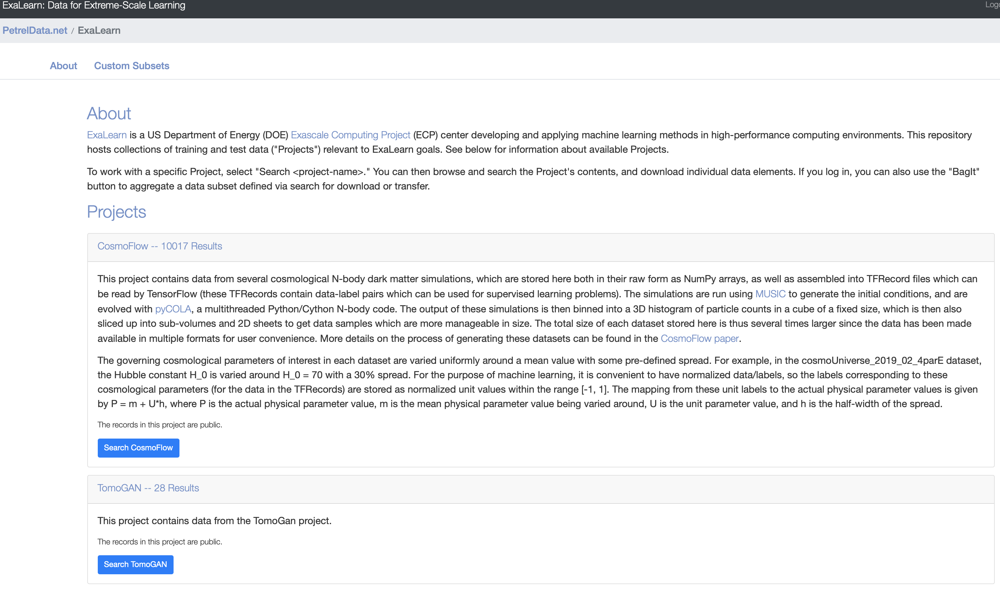 ExaLearn: Data for Extreme-Scale Learning
PetrelData.net / ExaLearn
About Custom Subsets
About
ExaLearn is a US Department of Energy (DOE) Exascale Computing Project (ECP) center developing and applying machine learning methods in high-performance computing environments. This repository
hosts collections of training and test data ("Projects") relevant to ExaLearn goals. See below for information about available Projects.
To work with a specific Project, select "Search <project-name>." You can then browse and search the Project's contents, and download individual data elements. If you log in, you can also use the "BagIt"
button to aggregate a data subset defined via search for download or transfer.
Projects
CosmoFlow -- 10017 Results
This project contains data from several cosmological N-body dark matter simulations, which are stored here both in their raw form as NumPy arrays, as well as assembled into TFRecord files which can
be read by TensorFlow (these TFRecords contain data-label pairs which can be used for supervised learning problems). The simulations are run using MUSIC to generate the initial conditions, and are
evolved with pyCOLA, a multithreaded Python/Cython N-body code. The output of these simulations is then binned into a 3D histogram of particle counts in a cube of a fixed size, which is then also
sliced up into sub-volumes and 2D sheets to get data samples which are more manageable in size. The total size of each dataset stored here is thus several times larger since the data has been made
available in multiple formats for user convenience. More details on the process of generating these datasets can be found in the CosmoFlow paper.
The governing cosmological parameters of interest in each dataset are varied uniformly around a mean value with some pre-defined spread. For example, in the cosmoUniverse_2019_02_4parE dataset,
the Hubble constant H_0 is varied around H_0 = 70 with a 30% spread. For the purpose of machine learning, it is convenient to have normalized data/labels, so the labels corresponding to these
cosmological parameters (for the data in the TFRecords) are stored as normalized unit values within the range [-1, 1]. The mapping from these unit labels to the actual physical parameter values is given
by P = m + U*h, where P is the actual physical parameter value, m is the mean physical parameter value being varied around, U is the unit parameter value, and h is the half-width of the spread.
The records in this project are public.
Search CosmoFlow
TomoGAN -- 28 Results
This project contains data from the TomoGan project.
The records in this project are public.
Search TomoGAN